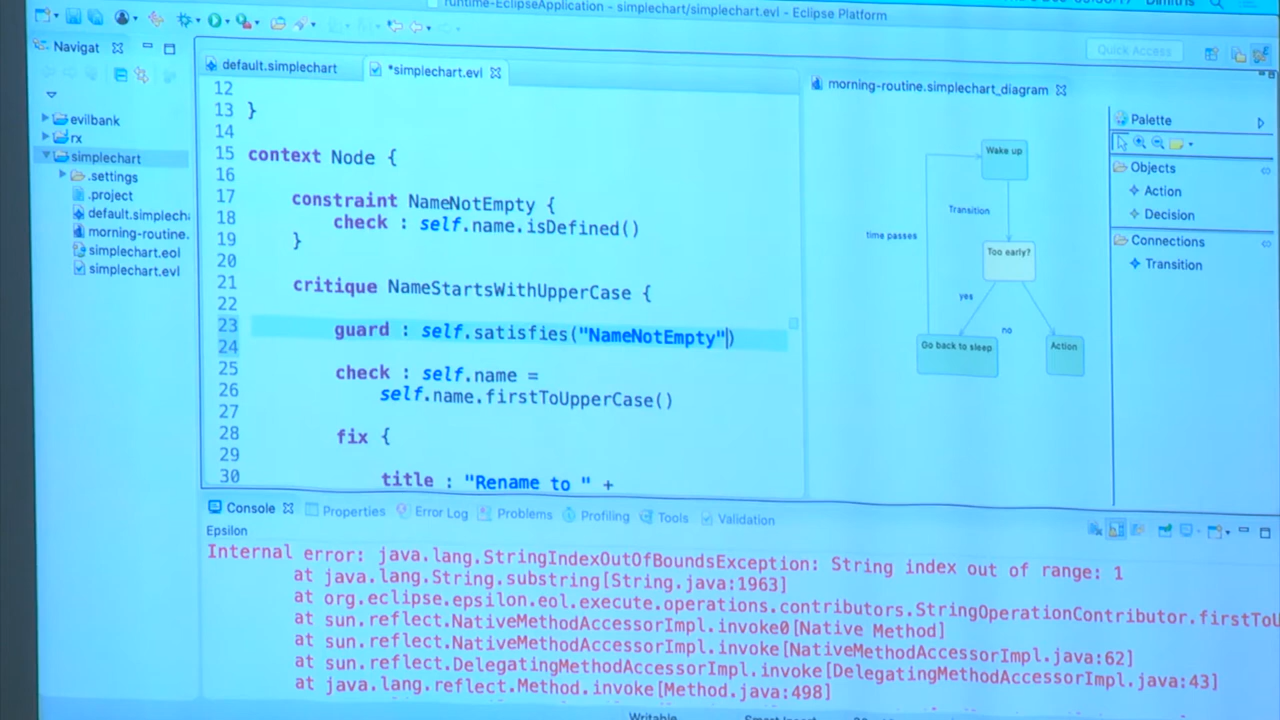 runtime-EclipseApplication - simplechart/simplechart.evl - Eclipse Platform
Dimitris
Quick Access
Navigat
evilbank
rx
simplechart
.settings
.project
default.simplecha
morning-routine.
simplechart.eol
simplechart.evl
default.simplechart
*simplechart.evl
12
13 }
14
15 context Node {
16
17 constraint NameNotEmpty {
18 check : self.name.isDefined()
19 }
20
21 critique NameStartsWithUpperCase {
22
23 guard : self.satisfies("NameNotEmpty")
24
25 check : self.name =
26 self.name.firstToUpperCase()
27
28 fix {
29
30 title : "Rename to " +
morning-routine.simplechart_diagram
Wake up
Transition
time passes
Too early?
yes
no
Go back to sleep
Action
Palette
Objects
Action
Decision
Connections
Transition
Console Properties Error Log Problems Profiling Tools Validation
Epsilon
Internal error: java.lang.StringIndexOutOfBoundsException: String index out of range: 1
at java.lang.String.substring[String.java:1963]
at org.eclipse.epsilon.eol.execute.operations.contributors.StringOperationContributor.firstToU
at sun.reflect.NativeMethodAccessorImpl.invoke0[Native Method]
at sun.reflect.NativeMethodAccessorImpl.invoke[NativeMethodAccessorImpl.java:62]
at sun.reflect.DelegatingMethodAccessorImpl.invoke[DelegatingMethodAccessorImpl.java:43]
at java.lang.reflect.Method.invoke[Method.java:498]
Writable